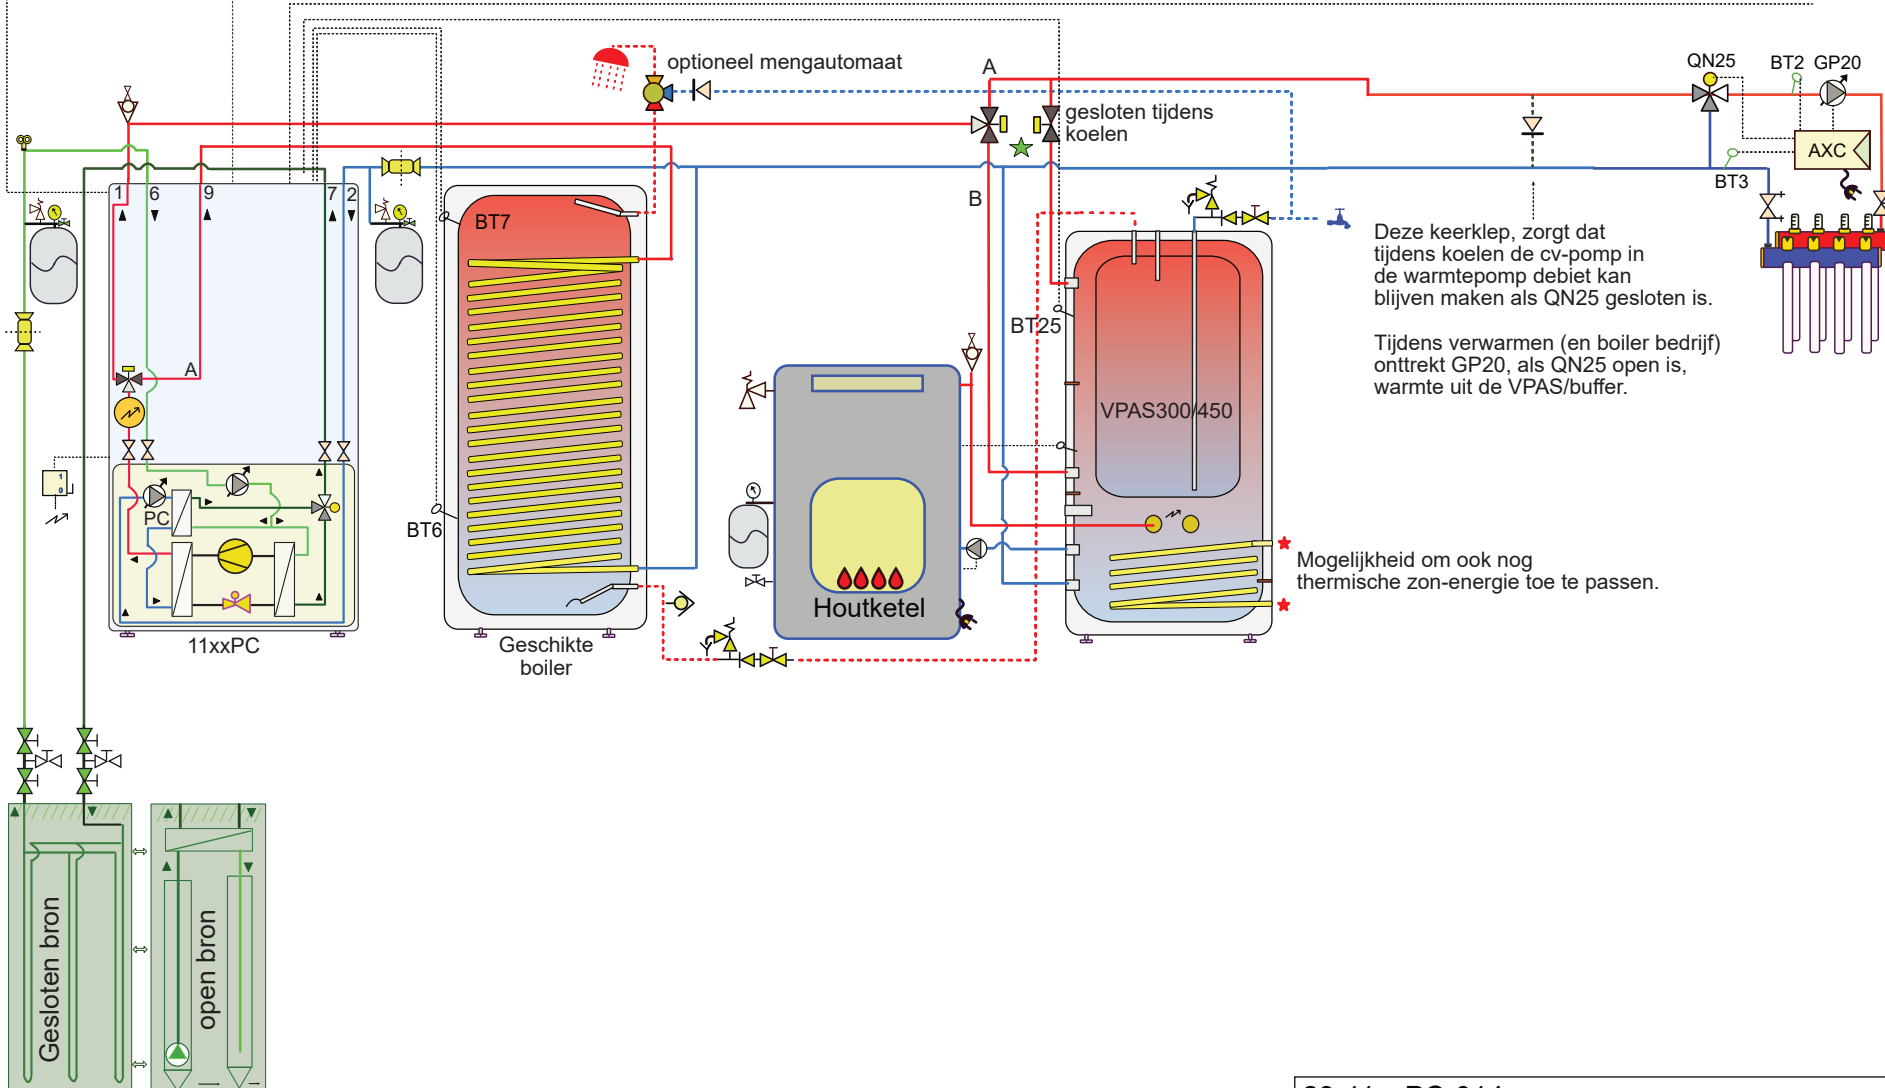 optioneel mengautomaat
A
gesloten tijdens
koelen
QN25
BT2
GP20
AXC
BT3
1
6
9
7
2
BT7
B
A
BT25
Deze keerklep, zorgt dat
tijdens koelen de cv-pomp in
de warmtepomp debiet kan
blijven maken als QN25 gesloten is.
Tijdens verwarmen (en boiler bedrijf)
onttrekt GP20, als QN25 open is,
warmte uit de VPAS/buffer.
VPAS300/450
1
0
PC
BT6
Mogelijkheid om ook nog
thermische zon-energie toe te passen.
Houtketel
11xxPC
Geschikte
boiler
Gesloten bron
open bron